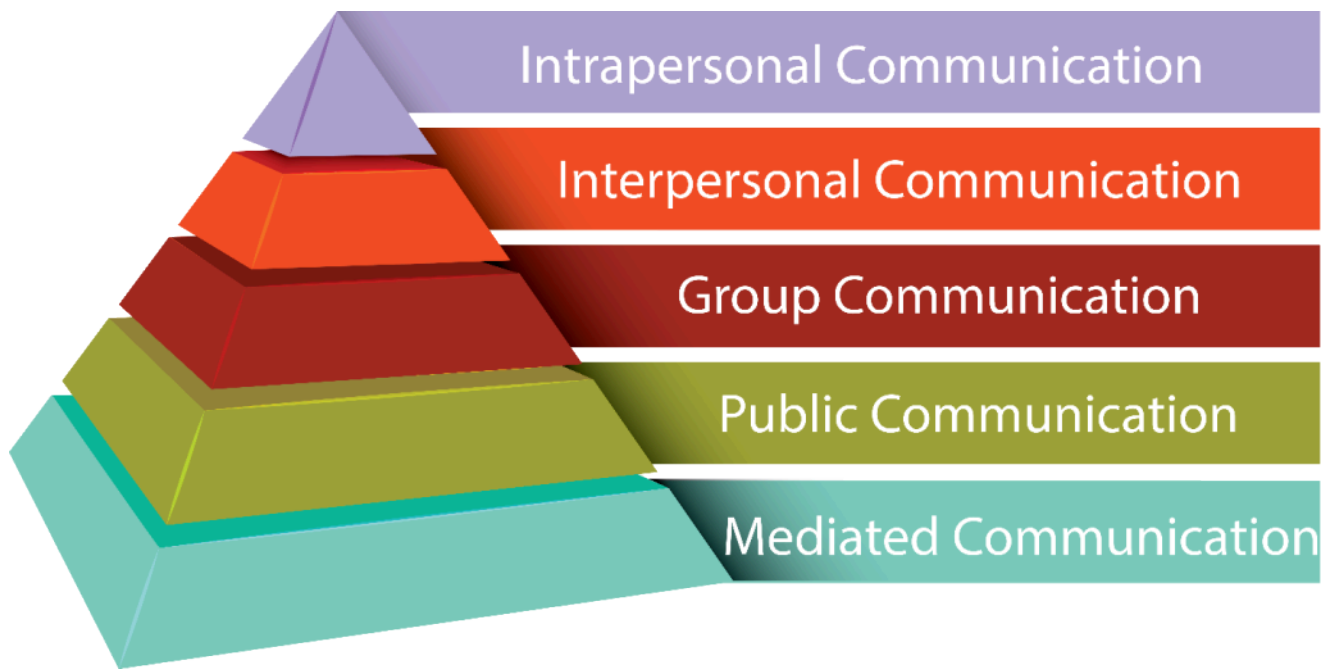 Intrapersonal Communication
Interpersonal Communication
Group Communication
Public Communication
Mediated Communication